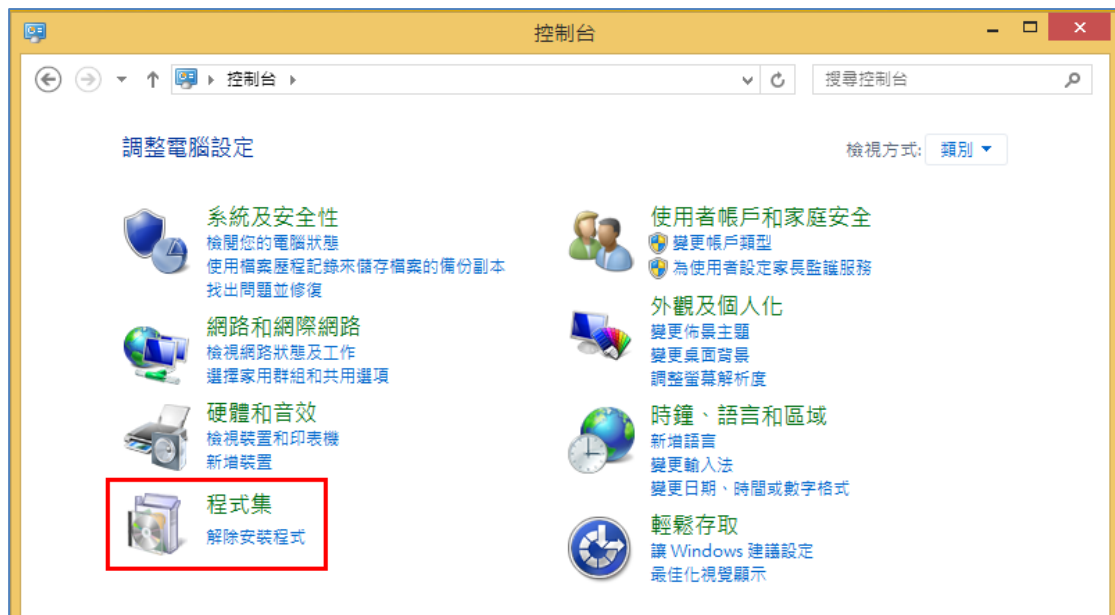 控制台
控制台
搜尋控制台
調整電腦設定
檢視方式: 類別
系統及安全性
檢閱您的電腦狀態
使用檔案歷程記錄來儲存檔案的備份副本
找出問題並修復
網路和網際網路
檢視網路狀態及工作
選擇家用群組和共用選項
硬體和音效
檢視裝置和印表機
新增裝置
程式集
解除安裝程式
使用者帳戶和家庭安全
變更帳戶類型
為使用者設定家長監護服務
外觀及個人化
變更佈景主題
變更桌面背景
調整螢幕解析度
時鐘、語言和區域
新增語言
變更輸入法
變更日期、時間或數字格式
輕鬆存取
讓 Windows 建議設定
最佳化視覺顯示